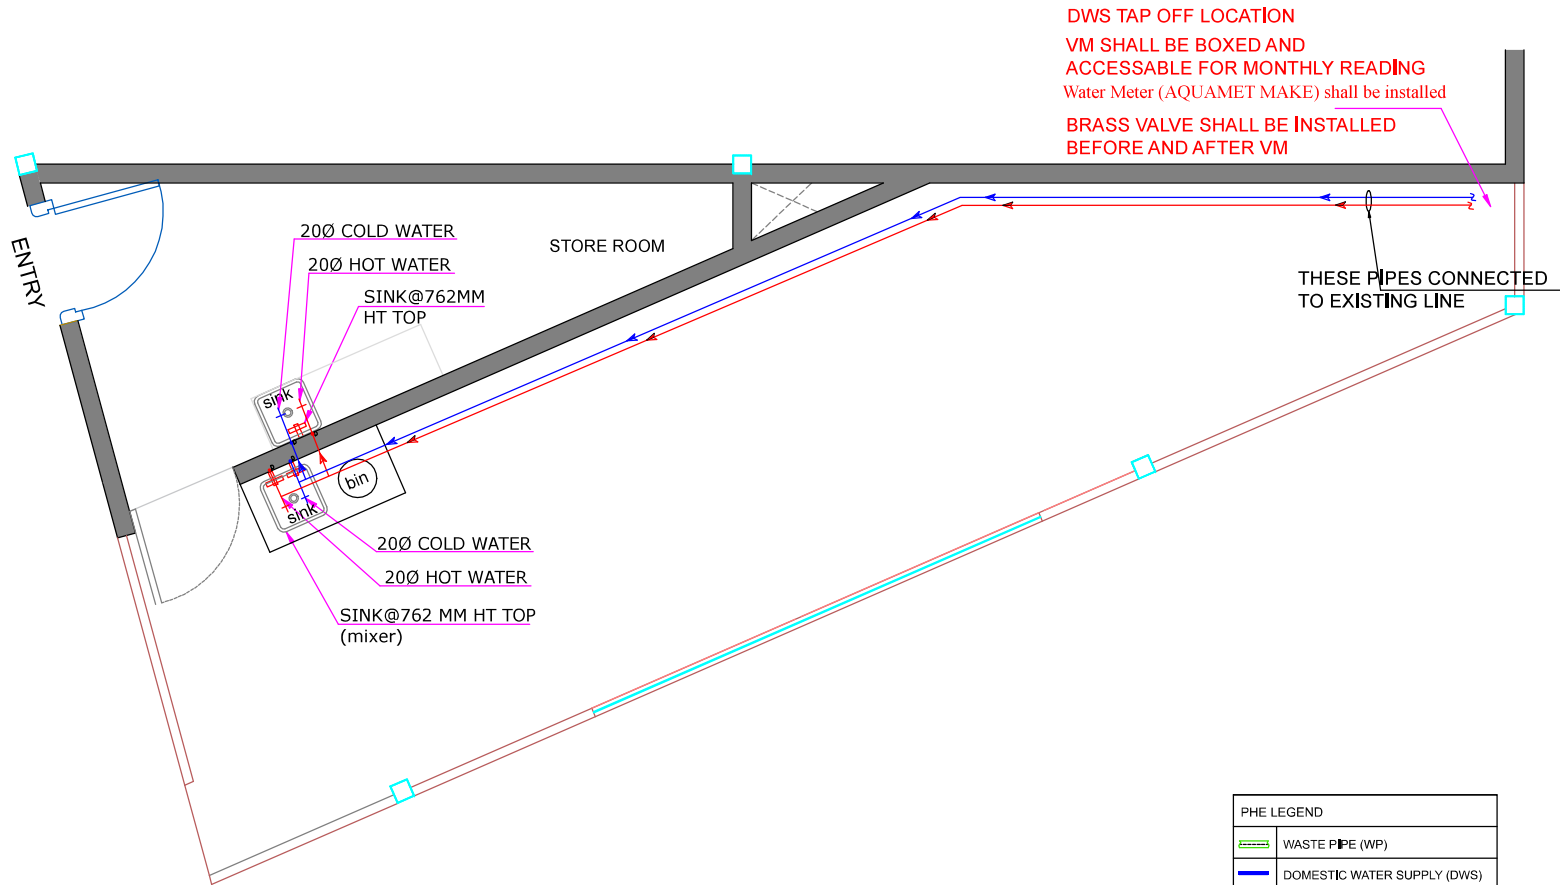 DWS TAP OFF LOCATION
VM SHALL BE BOXED AND
ACCESSABLE FOR MONTHLY READING
Water Meter (AQUAMET MAKE) shall be installed
BRASS VALVE SHALL BE INSTALLED
BEFORE AND AFTER VM
ENTRY
20Ø COLD WATER
20Ø HOT WATER
SINK@762MM
HT TOP
STORE ROOM
THESE PIPES CONNECTED
TO EXISTING LINE
sink
bin
sink
20Ø COLD WATER
20Ø HOT WATER
SINK@762 MM HT TOP
(mixer)
PHE LEGEND
WASTE PIPE (WP)
DOMESTIC WATER SUPPLY (DWS)